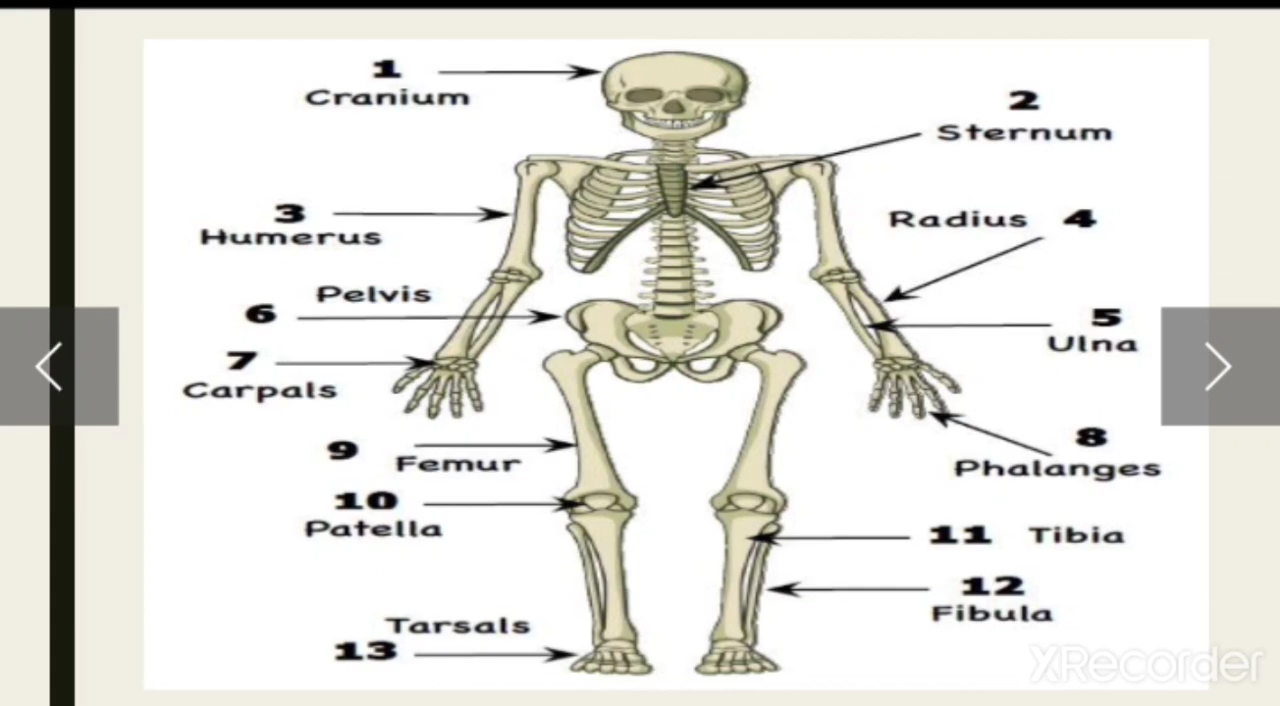 1
Cranium
2
Sternum
3
Humerus
Radius 4
Pelvis
6
5
Ulna
7
Carpals
8
Phalanges
9 Femur
10
Patella
11 Tibia
12
Fibula
Tarsals
13
XRecorder